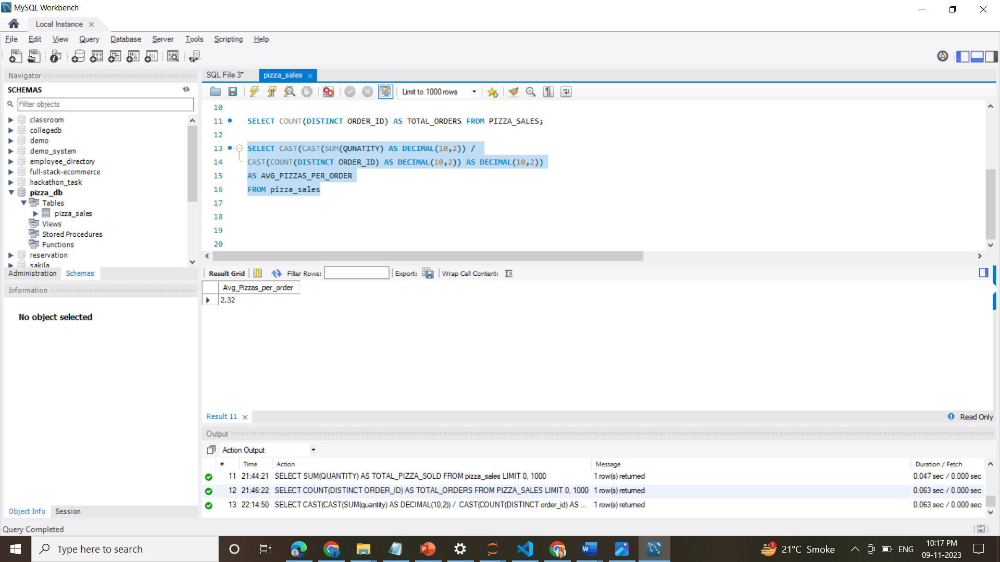 MySQL Workbench
Local Instance
File Edit View Query Database Server Tools Scripting Help
Navigator
SCHEMAS
Filter objects
classroom
collegedb
demo
demo_system
employee_directory
full-stack-ecommerce
hackathon_task
pizza_db
Tables
pizza_sales
Views
Stored Procedures
Functions
reservation
sakila
Administration Schemas
Information
No object selected
Object Info Session
SQL File 3* pizza_sales
Limit to 1000 rows
10
11 SELECT COUNT(DISTINCT ORDER_ID) AS TOTAL_ORDERS FROM PIZZA_SALES;
12
13 SELECT CAST(CAST(SUM(QUNATITY) AS DECIMAL(10,2)) /
14 CAST(COUNT(DISTINCT ORDER_ID) AS DECIMAL(10,2)) AS DECIMAL(10,2))
15 AS AVG_PIZZAS_PER_ORDER
16 FROM pizza_sales
17
18
19
20
Result Grid Filter Rows: Export: Wrap Cell Content:
Avg_Pizzas_per_order
2.32
Result 11 Read Only
Output
Action Output
# Time Action Message Duration / Fetch
11 21:44:21 SELECT SUM(QUANTITY) AS TOTAL_PIZZA_SOLD FROM pizza_sales LIMIT 0, 1000 1 row(s) returned 0.047 sec / 0.000 sec
12 21:46:22 SELECT COUNT(DISTINCT ORDER_ID) AS TOTAL_ORDERS FROM PIZZA_SALES LIMIT 0, 1000 1 row(s) returned 0.063 sec / 0.000 sec
13 22:14:50 SELECT CAST(CAST(SUM(quantity) AS DECIMAL(10,2)) / CAST(COUNT(DISTINCT order_id) AS ... 1 row(s) returned 0.063 sec / 0.000 sec
Query Completed
Type here to search
1 21°C Smoke ENG 10:17 PM
09-11-2023